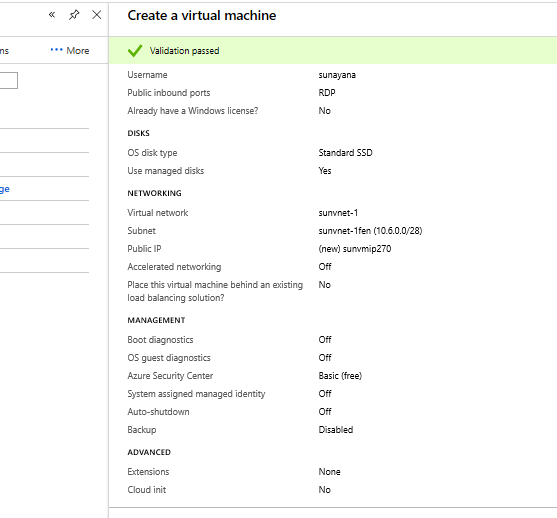 « Create a virtual machine
ns ••• More
Validation passed
Username sunayana
Public inbound ports RDP
Already have a Windows license? No
DISKS
OS disk type Standard SSD
Use managed disks Yes
ge
NETWORKING
Virtual network sunvnet-1
Subnet sunvnet-1fen (10.6.0.0/28)
Public IP (new) sunvmip270
Accelerated networking Off
Place this virtual machine behind an existing No
load balancing solution?
MANAGEMENT
Boot diagnostics Off
OS guest diagnostics Off
Azure Security Center Basic (free)
System assigned managed identity Off
Auto-shutdown Off
Backup Disabled
ADVANCED
Extensions None
Cloud init No